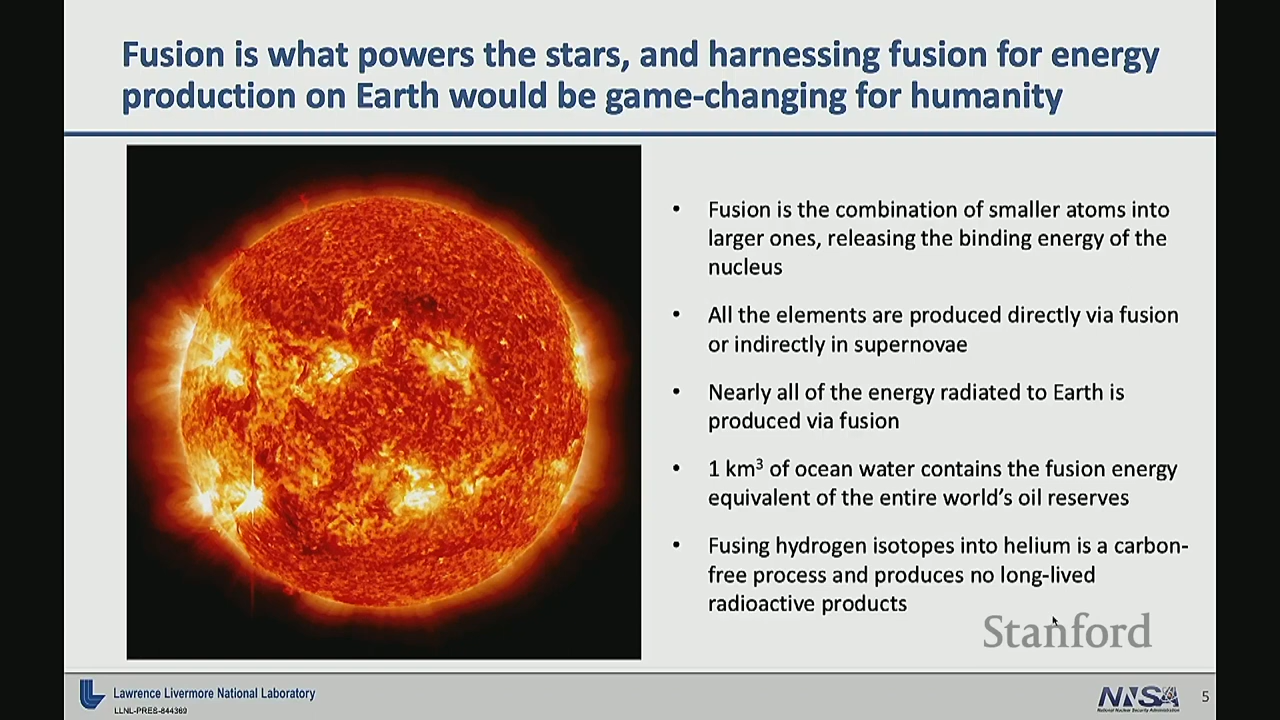 Fusion is what powers the stars, and harnessing fusion for energy
production on Earth would be game-changing for humanity
• Fusion is the combination of smaller atoms into
larger ones, releasing the binding energy of the
nucleus
• All the elements are produced directly via fusion
or indirectly in supernovae
• Nearly all of the energy radiated to Earth is
produced via fusion
• 1 km³ of ocean water contains the fusion energy
equivalent of the entire world's oil reserves
• Fusing hydrogen isotopes into helium is a carbon-
free process and produces no long-lived
radioactive products
Stanford
Lawrence Livermore National Laboratory
LLNL-PRES-844369
NNSA
National Nuclear Security Administration
5